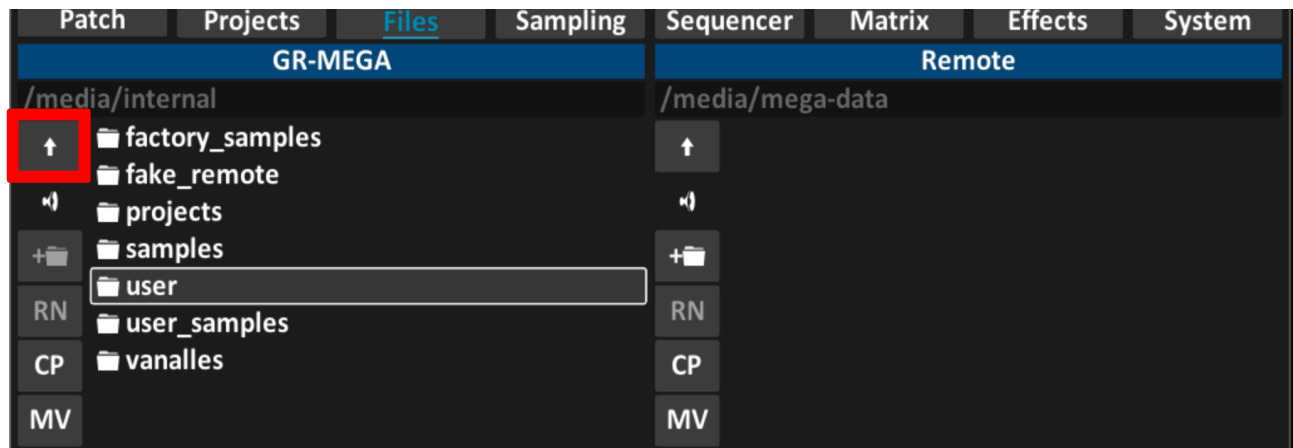 Patch Projects Files Sampling Sequencer Matrix Effects System
GR-MEGA
/media/internal
factory_samples
fake_remote
projects
samples
user
user_samples
vanalles
+
RN
CP
MV
Remote
/media/mega-data
+
RN
CP
MV